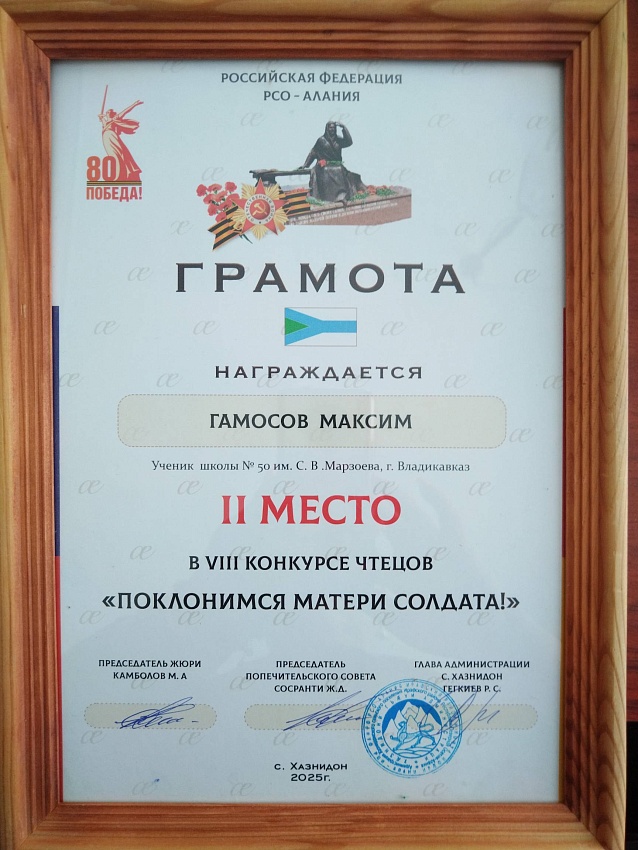 РОССИЙСКАЯ ФЕДЕРАЦИЯ
РСО - АЛАНИЯ
80
ПОБЕДА!
ГРАМОТА
НАГРАЖДАЕТСЯ
ГАМОСОВ МАКСИМ
Ученик школы № 50 им. С. В .Марзоева, г. Владикавказ
II МЕСТО
В VIII КОНКУРСЕ ЧТЕЦОВ
«ПОКЛОНИМСЯ МАТЕРИ СОЛДАТА!»
ПРЕДСЕДАТЕЛЬ ЖЮРИ
КАМБОЛОВ М. А
ПРЕДСЕДАТЕЛЬ
ПОПЕЧИТЕЛЬСКОГО СОВЕТА
СОСРАНТИ Ж.Д.
ГЛАВА АДМИНИСТРАЦИИ
С. ХАЗНИДОН
ГЕГКИЕВ Р. С.
с. Хазнидон
2025г.